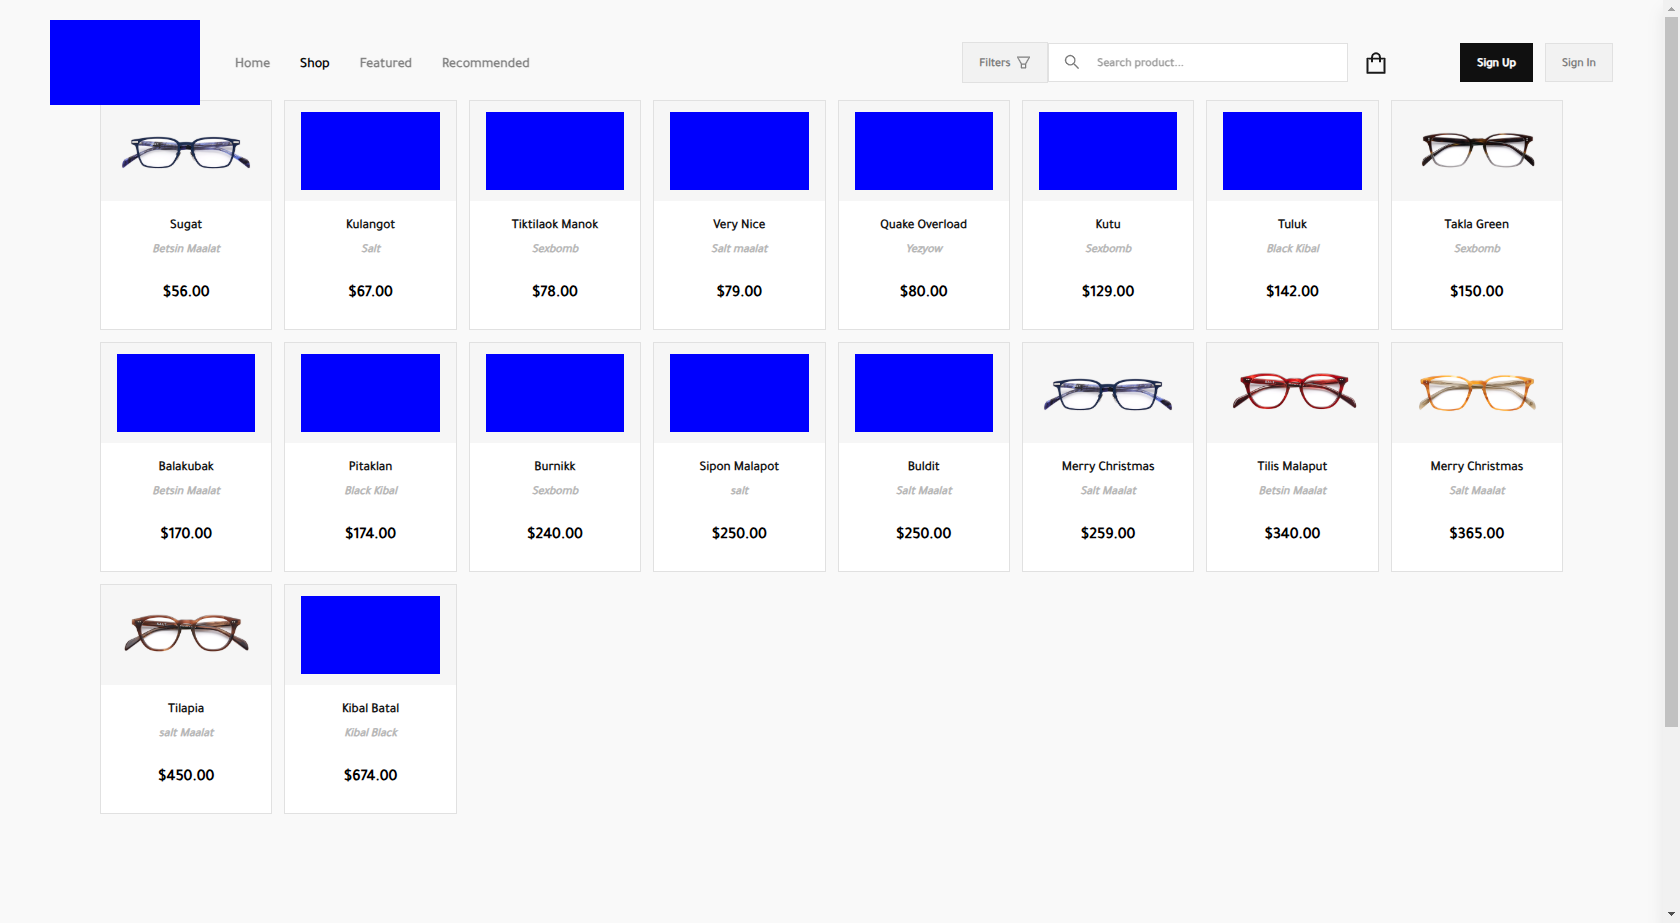 Home Shop Featured Recommended Filters Search product... Sign Up Sign In
Sugat Kulangot Tiktilaok Manok Very Nice Quake Overload Kutu Tuluk Takla Green
Betsin Maalat Salt Sexbomb Salt maalat Yezyow Sexbomb Black Kibal Sexbomb
$56.00 $67.00 $78.00 $79.00 $80.00 $129.00 $142.00 $150.00
Balakubak Pitaklan Burnikk Sipon Malapot Buldit Merry Christmas Tilis Malaput Merry Christmas
Betsin Maalat Black Kibal Sexbomb salt Salt Maalat Salt Maalat Betsin Maalat Salt Maalat
$170.00 $174.00 $240.00 $250.00 $250.00 $259.00 $340.00 $365.00
Tilapia Kibal Batal
salt Maalat Kibal Black
$450.00 $674.00